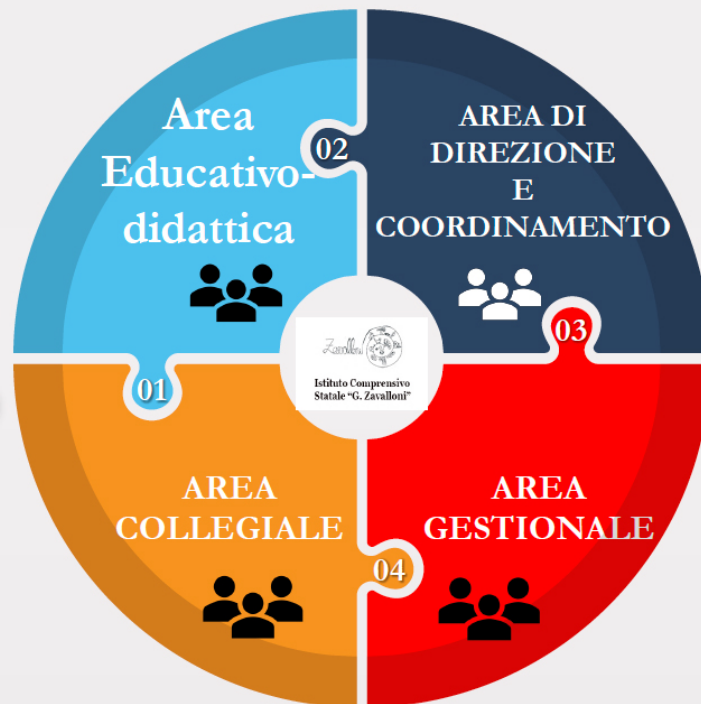 Area
Educativo-
didattica
02
AREA DI
DIREZIONE
E
COORDINAMENTO
03
Zavalloni
Istituto Comprensivo
Statale "G. Zavalloni"
01
AREA
COLLEGIALE
04
AREA
GESTIONALE